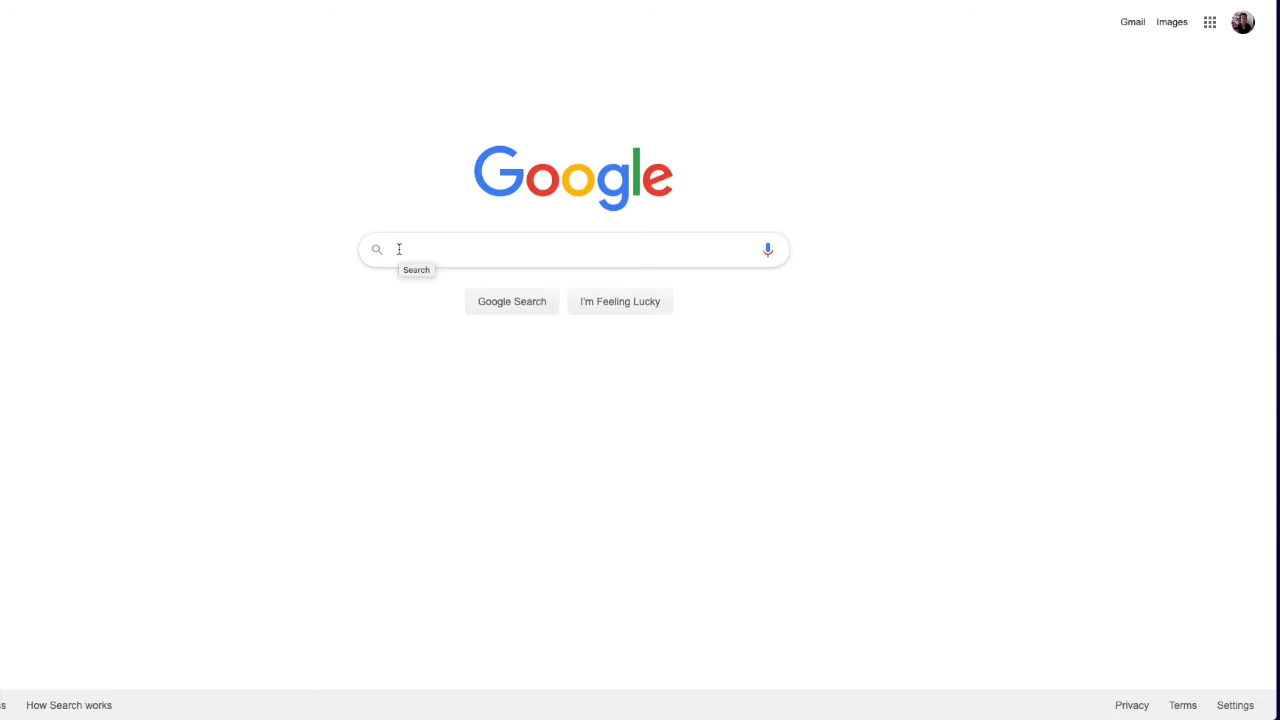 Gmail Images
Google
Search
Google Search I'm Feeling Lucky
How Search works Privacy Terms Settings